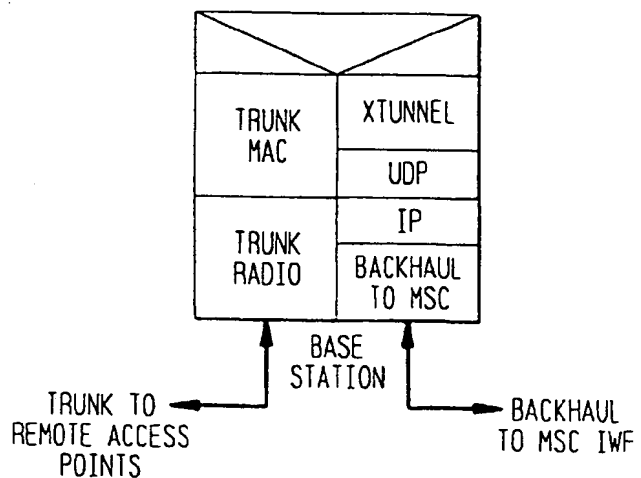 TRUNK
MAC
XTUNNEL
UDP
TRUNK
RADIO
IP
BACKHAUL
TO MSC
BASE
STATION
TRUNK TO
REMOTE ACCESS
POINTS
BACKHAUL
TO MSC IWF